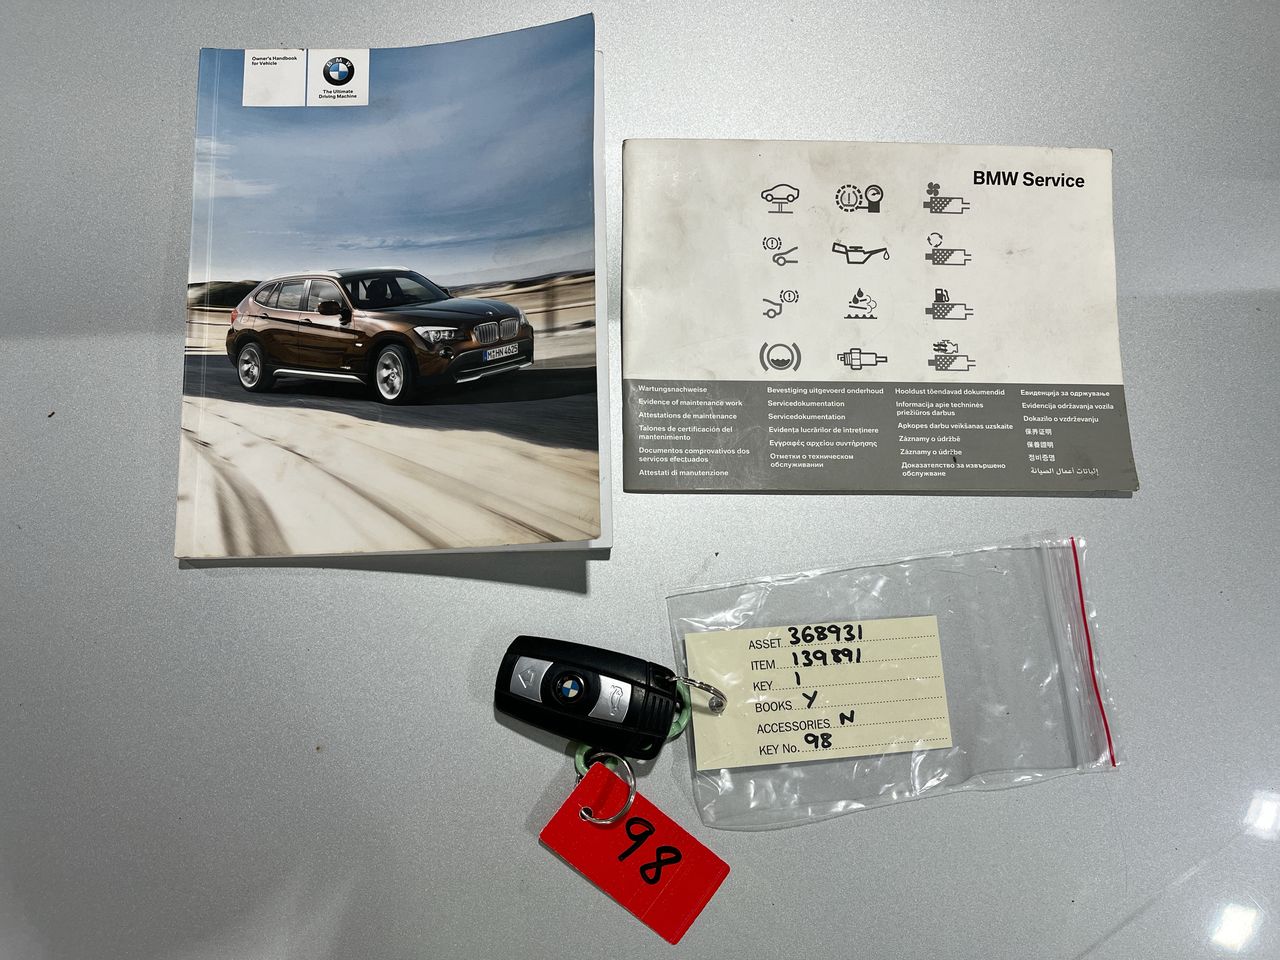 Owner's Handbook
for Vehicle
BMW
The Ultimate
Driving Machine
M·HN 4625
BMW Service
Wartungsnachweise
Evidence of maintenance work
Attestations de maintenance
Talones de certificación del
mantenimiento
Documentos comprovativos dos
serviços efectuados
Attestati di manutenzione
Bevestiging uitgevoerd onderhoud
Servicedokumentation
Servicedokumentation
Evidența lucrărilor de întreținere
Εγγραφές αρχείου συντήρησης
Отметки о техническом
обслуживании
Hooldust tõendavad dokumendid
Informacija apie techninės
priežiūros darbus
Apkopes darbu veikšanas uzskaite
Záznamy o údržbě
Záznamy o údržbe
Доказателство за извършено
обслужване
Евиденција за одржување
Evidencija održavanja vozila
Dokazilo o vzdrževanju
保养证明
保養證明
정비증명
إثباتات أعمال الصيانة
ASSET 368931
ITEM 139891
KEY 1
BOOKS Y
ACCESSORIES N
KEY No. 98
BMW
98